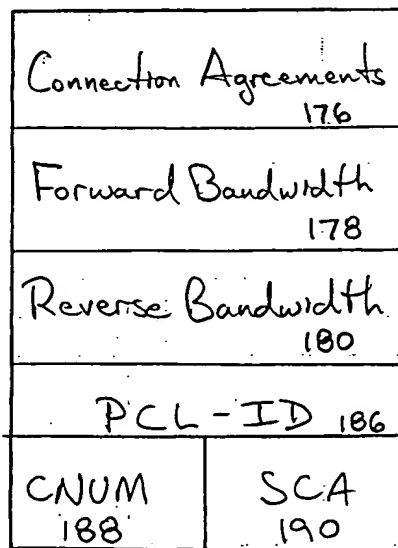 Connection Agreements
176
Forward Bandwidth
178
Reverse Bandwidth
180
PCL-ID 186
CNUM SCA
188 190